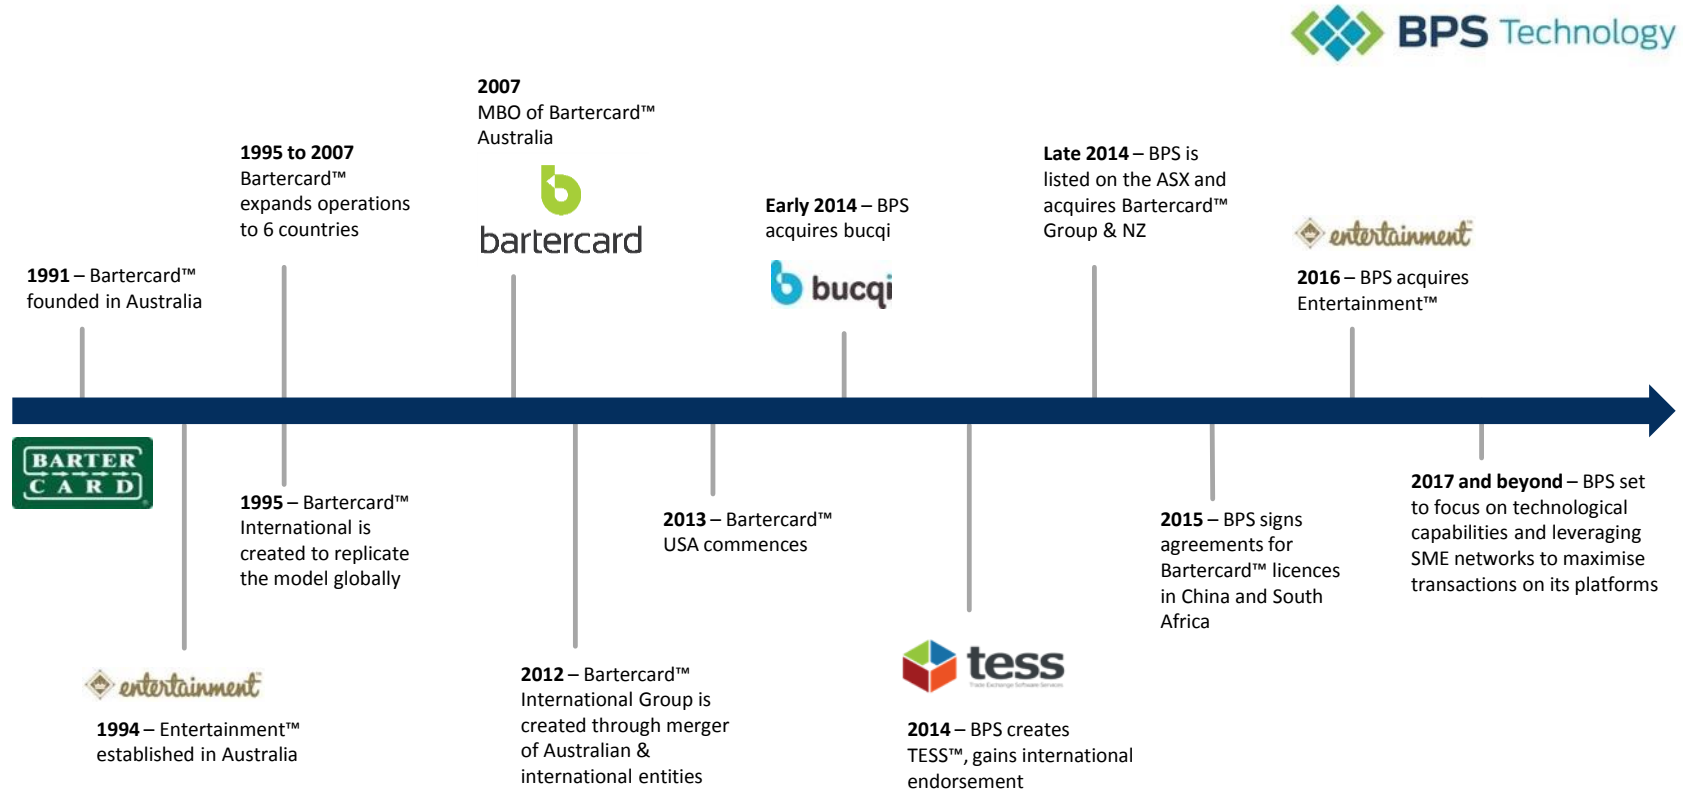 BPS Technology
2007
MBO of Bartercard™
Australia
bartercard
1995 to 2007
Bartercard™
expands operations
to 6 countries
Late 2014 – BPS is
listed on the ASX and
acquires Bartercard™
Group & NZ
Early 2014 – BPS
acquires bucqi
bucqi
entertainment™
2016 – BPS acquires
Entertainment™
1991 – Bartercard™
founded in Australia
BARTER
CARD®
1995 – Bartercard™
International is
created to replicate
the model globally
2013 – Bartercard™
USA commences
2015 – BPS signs
agreements for
Bartercard™ licences
in China and South
Africa
2017 and beyond – BPS set
to focus on technological
capabilities and leveraging
SME networks to maximise
transactions on its platforms
entertainment™
1994 – Entertainment™
established in Australia
2012 – Bartercard™
International Group is
created through merger
of Australian &
international entities
tess
Trade Exchange Software Services
2014 – BPS creates
TESS™, gains international
endorsement